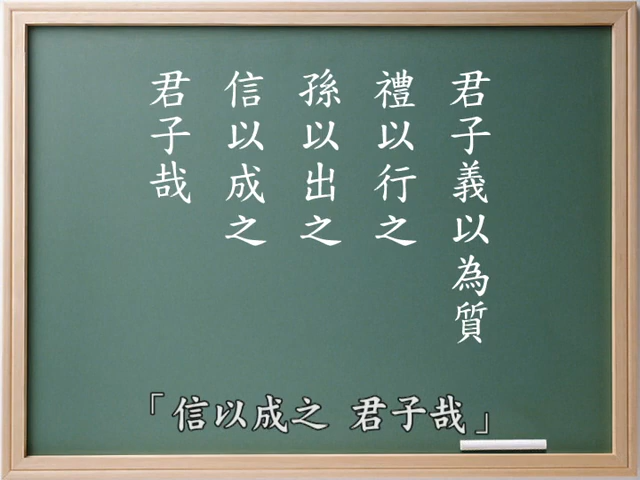 君子義以為質
禮以行之
孫以出之
信以成之
君子哉
「信以成之 君子哉」